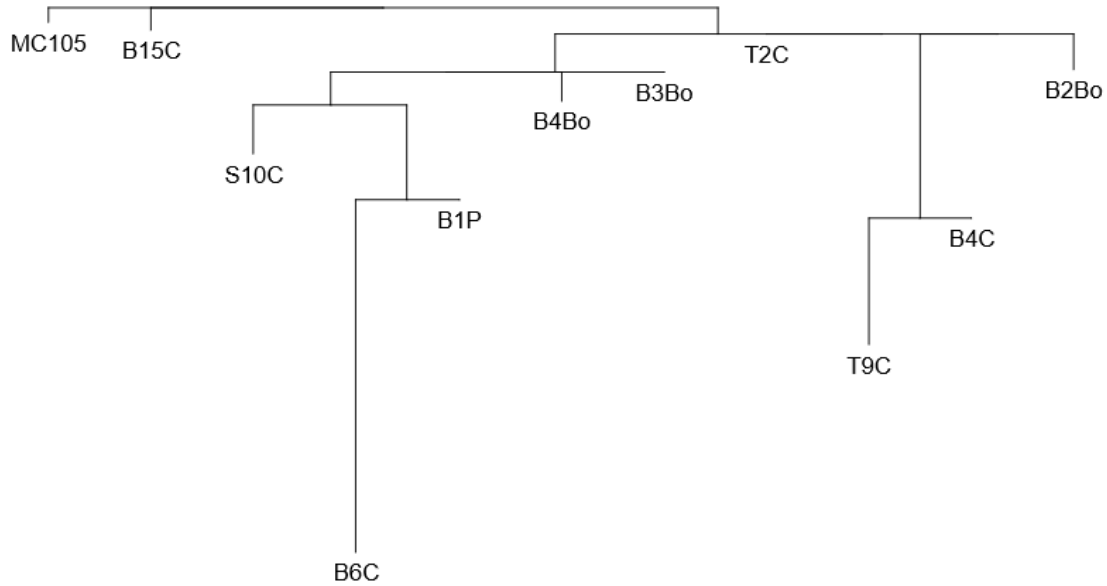 MC105
B15C
T2C
B2Bo
B3Bo
B4Bo
S10C
B1P
B4C
T9C
B6C